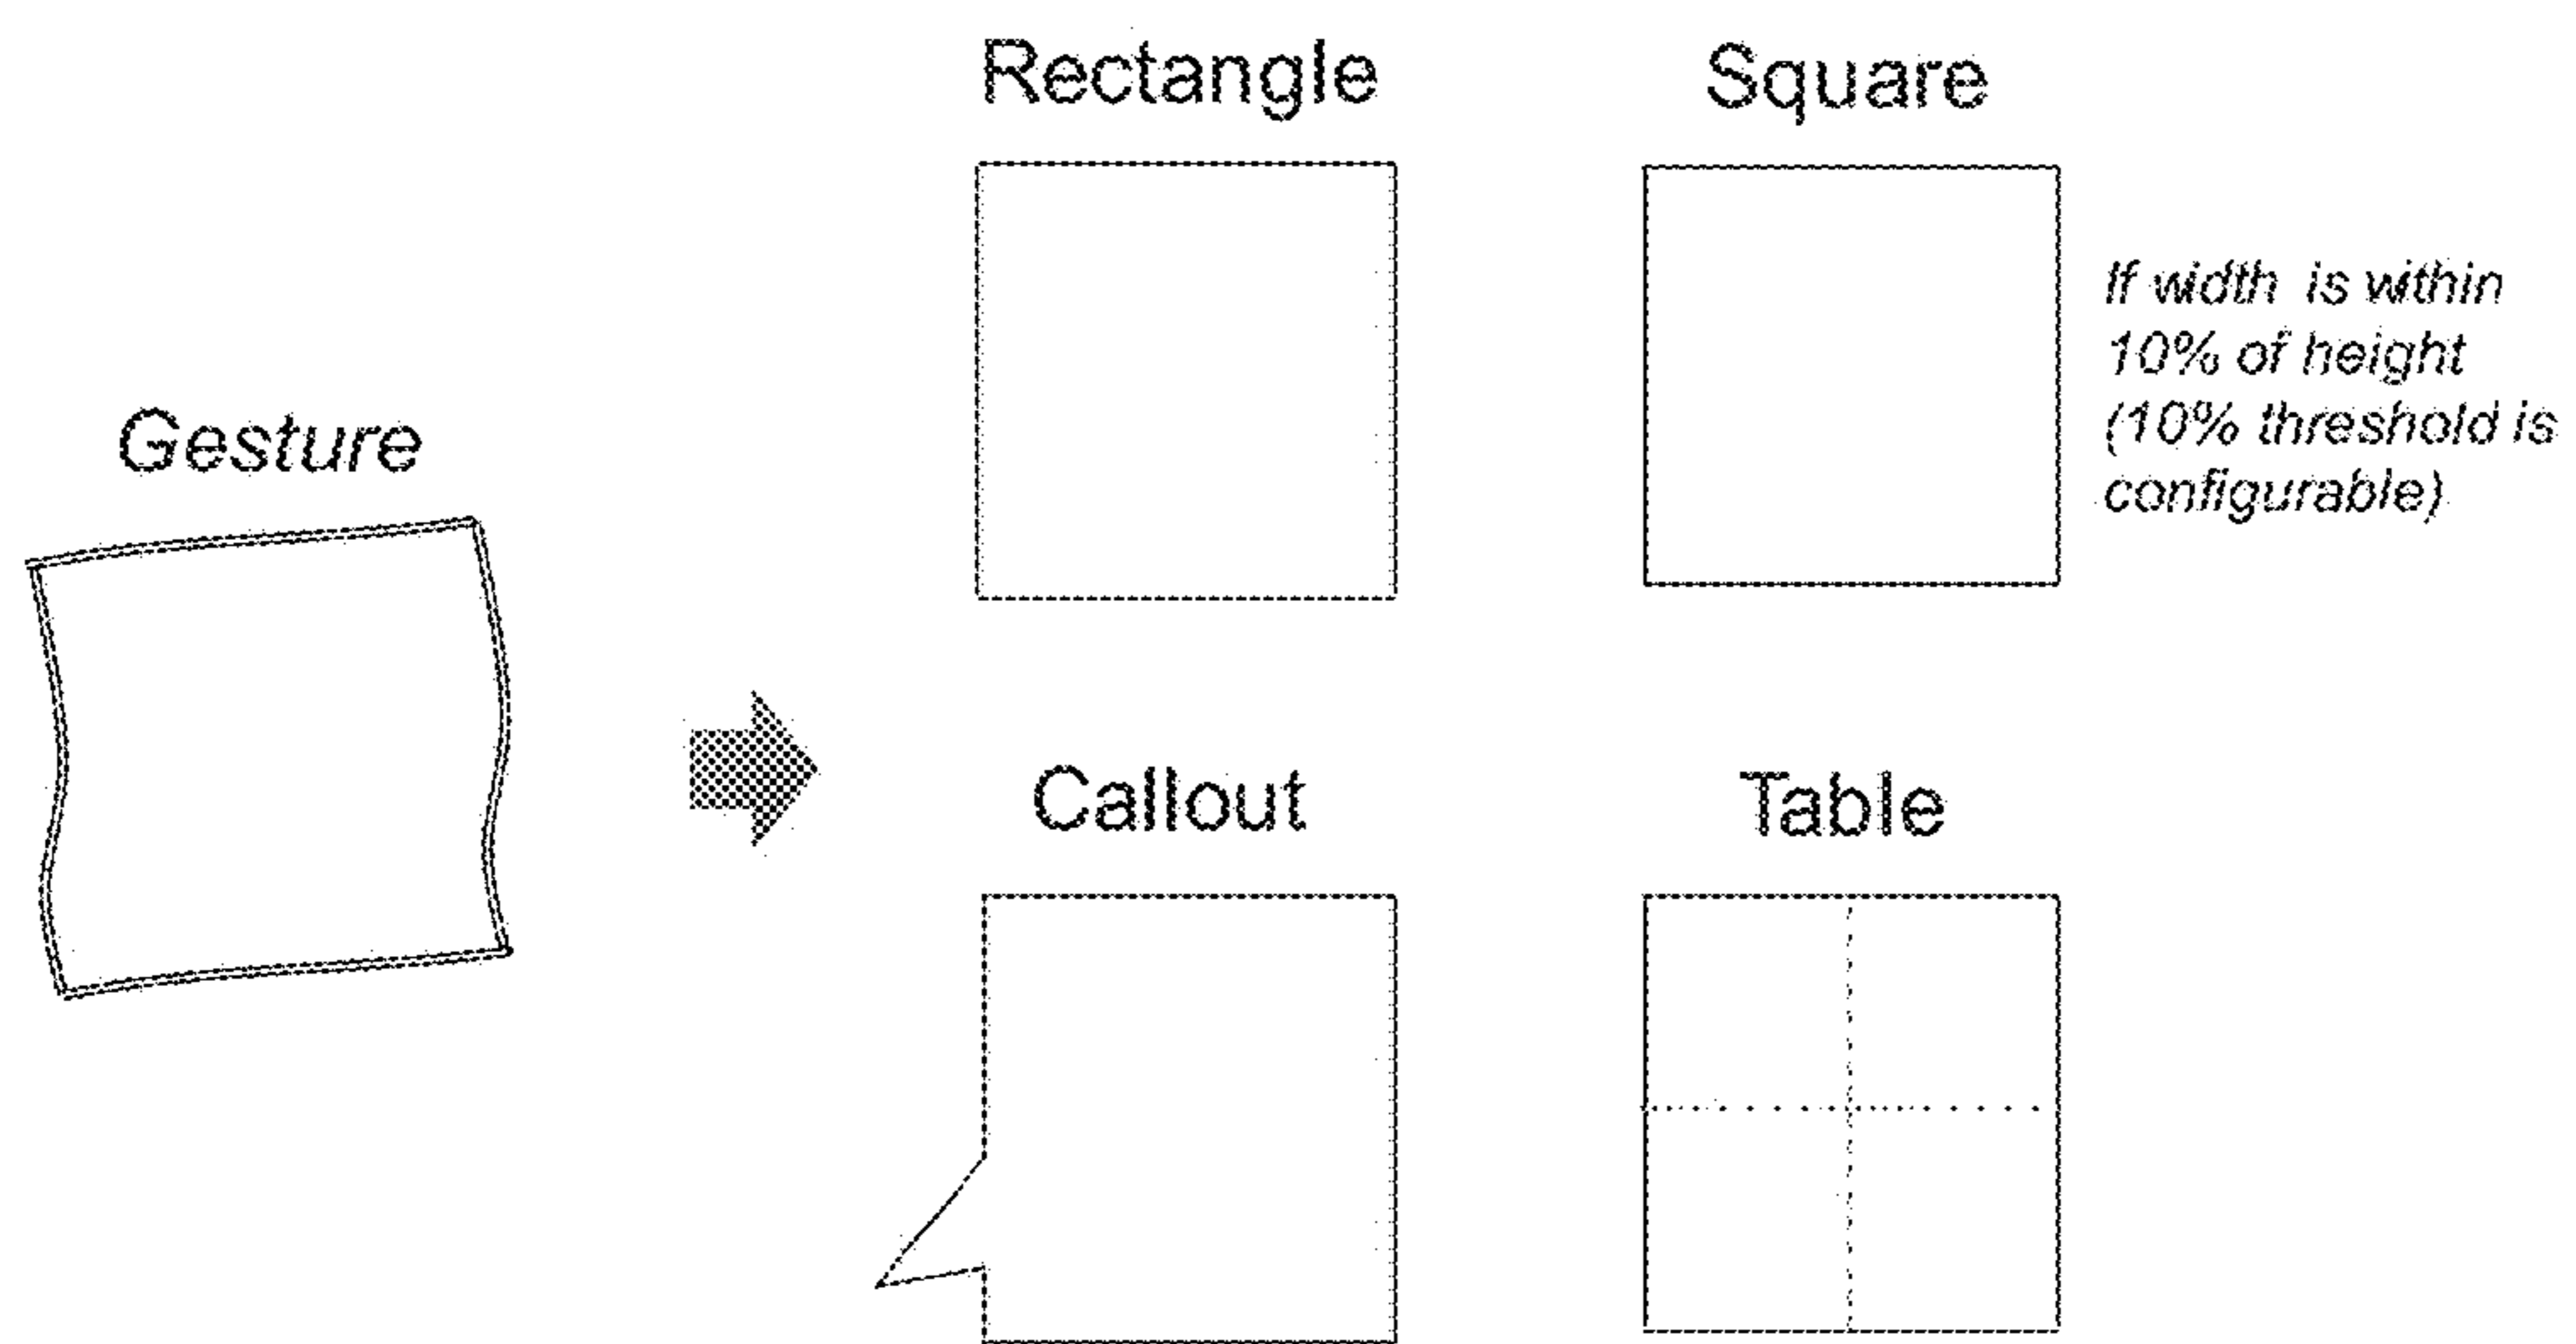 Gesture
Rectangle
Square
If width is within
10% of height
(10% threshold is
configurable)
Callout
Table